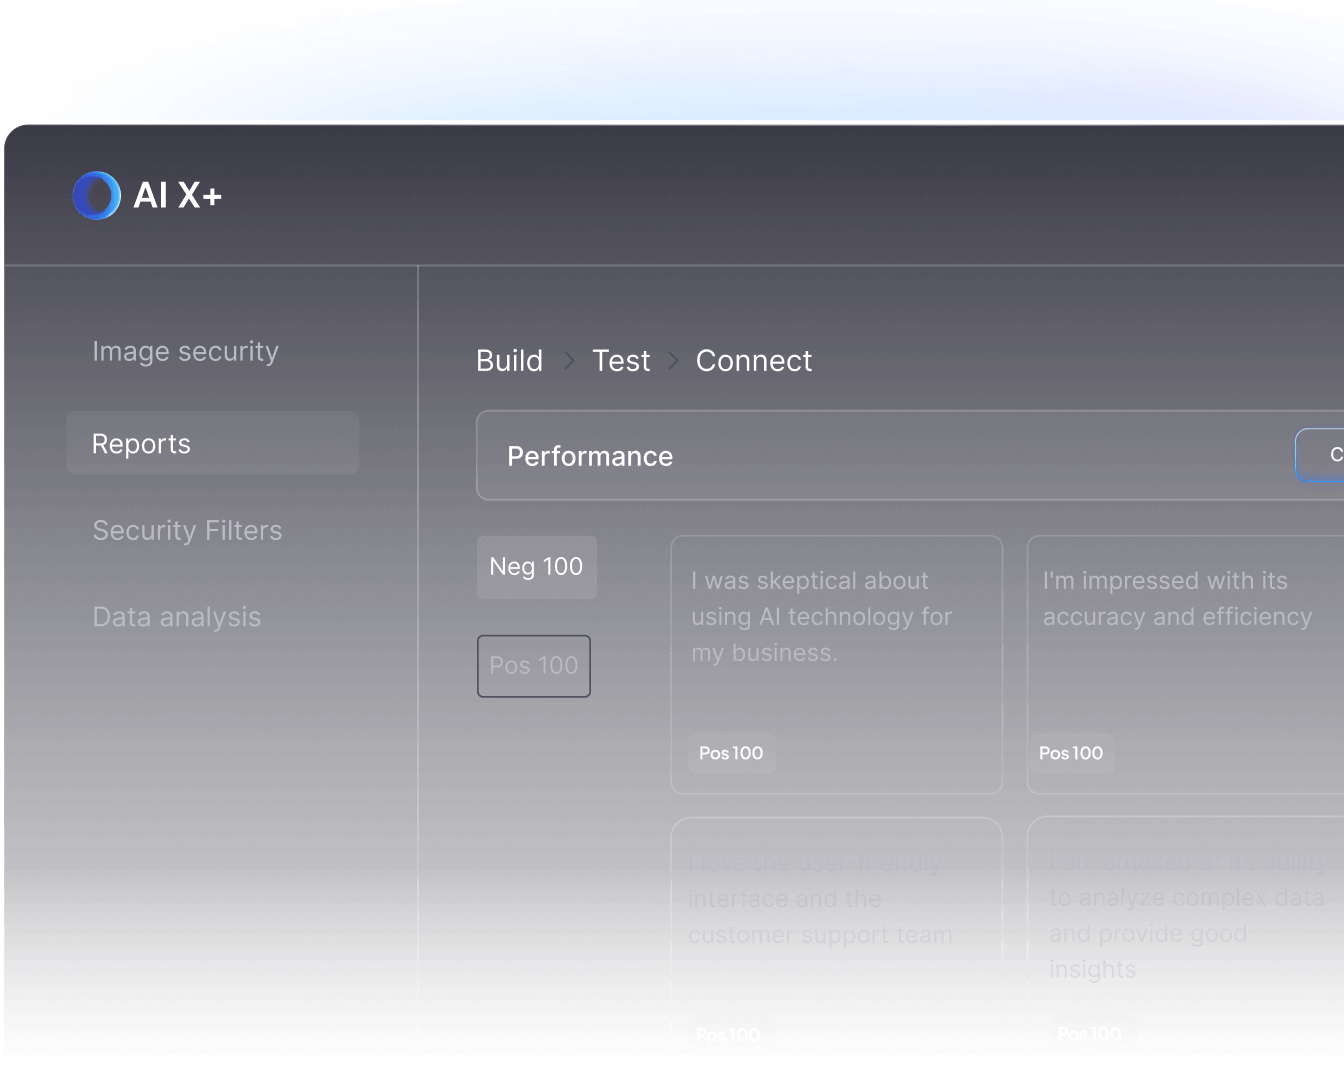 AI X+
Image security
Reports
Security Filters
Data analysis
Build
Test
Connect
Performance
C
Neg 100
Pos 100
I was skeptical about
using AI technology for
my business.
Pos 100
I'm impressed with its
accuracy and efficiency
Pos 100
I love the user-friendly
interface and the
customer support team
Pos 100
I am amazed at its ability
to analyze complex data
and provide good
insights
Pos 100